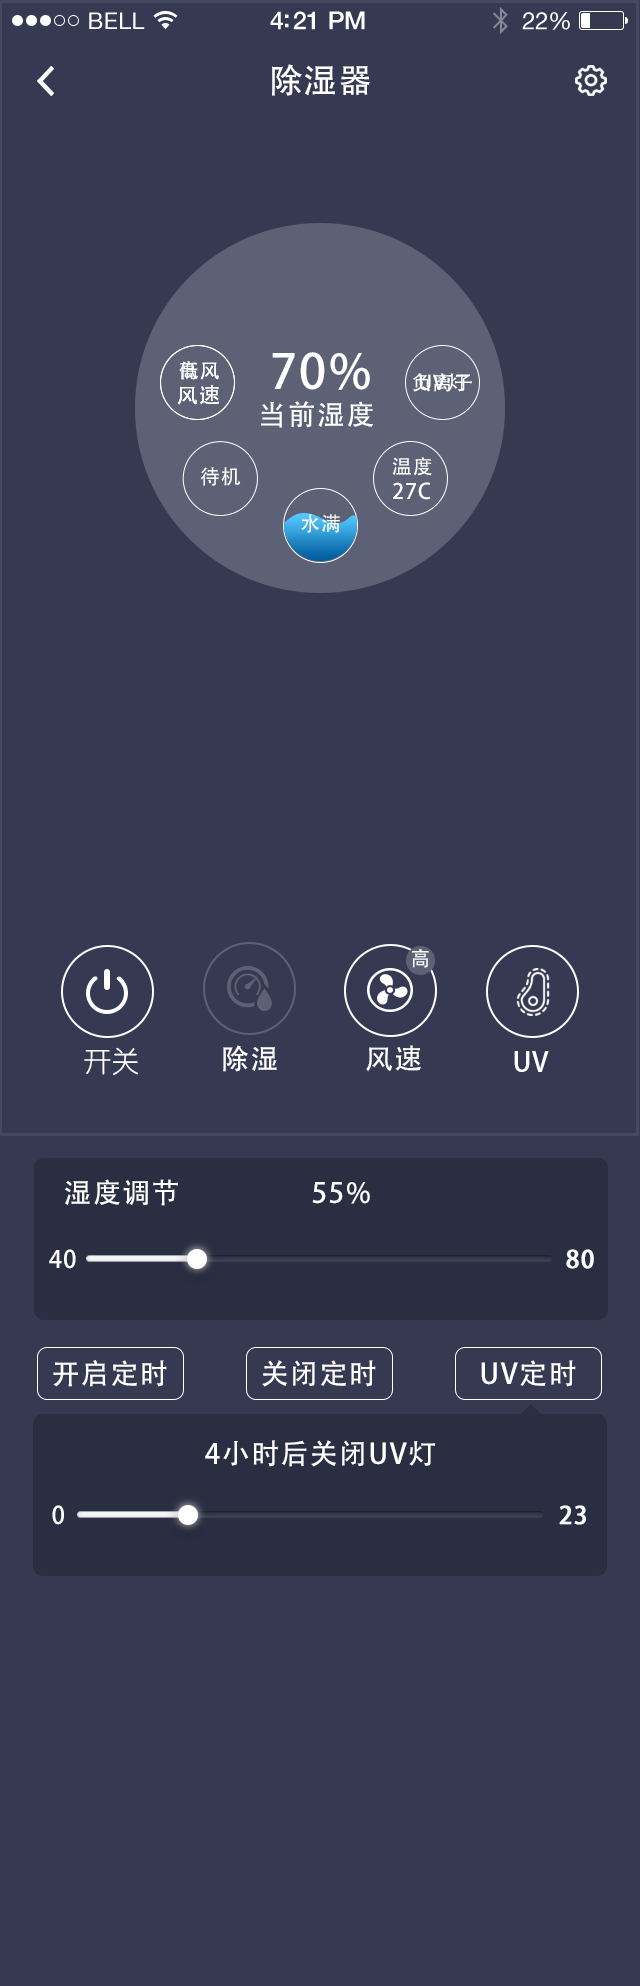 BELL 4:21 PM 22%
除湿器
70%
当前湿度
风
风速
待机
水满
温度
27C
高
开关
除湿
风速
UV
湿度调节 55%
40 80
开启定时 关闭定时 UV定时
4小时后关闭UV灯
0 23